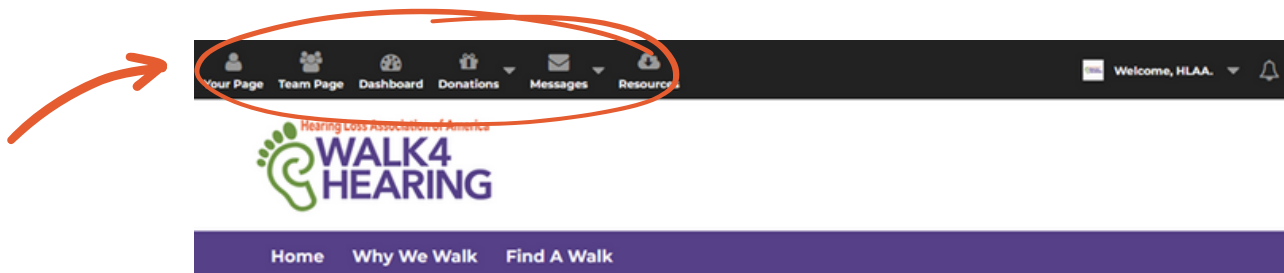 Your Page Team Page Dashboard Donations Messages Resources Welcome, HLAA.
Hearing Loss Association of America
WALK4
HEARING
Home Why We Walk Find A Walk